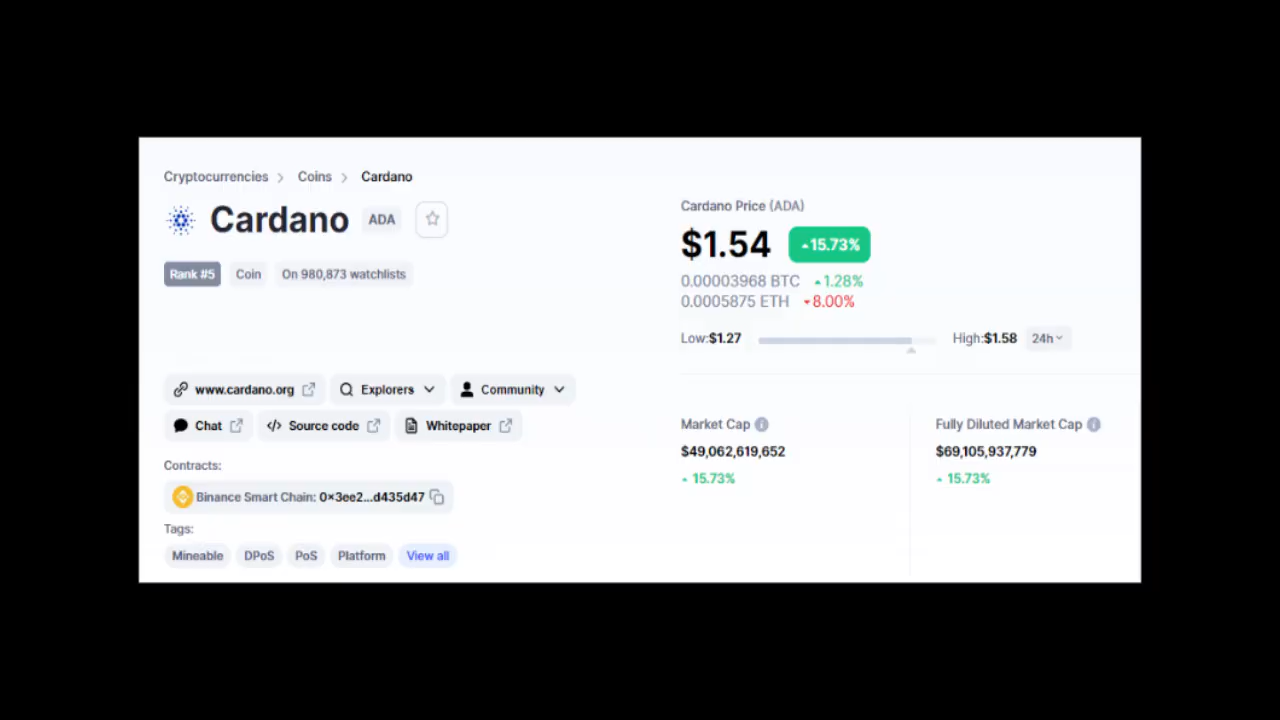 Cryptocurrencies > Coins > Cardano
Cardano ADA
Rank #5 Coin On 980,873 watchlists
www.cardano.org Explorers Community
Chat Source code Whitepaper
Contracts:
Binance Smart Chain: 0×3ee2...d435d47
Tags:
Mineable DPoS PoS Platform View all
Cardano Price (ADA)
$1.54 15.73%
0.00003968 BTC 1.28%
0.0005875 ETH 8.00%
Low:$1.27 High:$1.58 24h
Market Cap
$49,062,619,652
15.73%
Fully Diluted Market Cap
$69,105,937,779
15.73%